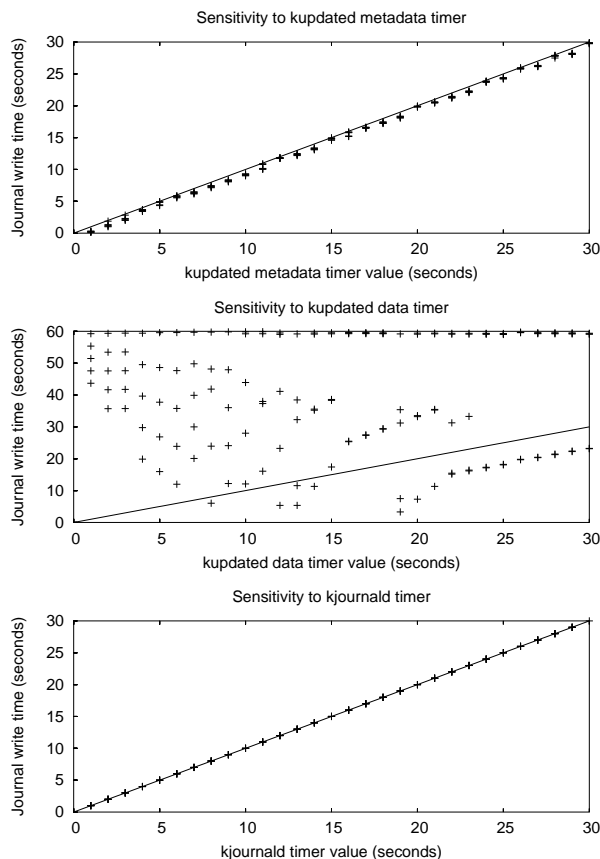 Sensitivity to kupdated metadata timer
30
25
20
15
10
5
0
0 5 10 15 20 25 30
Journal write time (seconds)
kupdated metadata timer value (seconds)
Sensitivity to kupdated data timer
60
50
40
30
20
10
0
0 5 10 15 20 25 30
Journal write time (seconds)
kupdated data timer value (seconds)
Sensitivity to kjournald timer
30
25
20
15
10
5
0
0 5 10 15 20 25 30
Journal write time (seconds)
kjournald timer value (seconds)